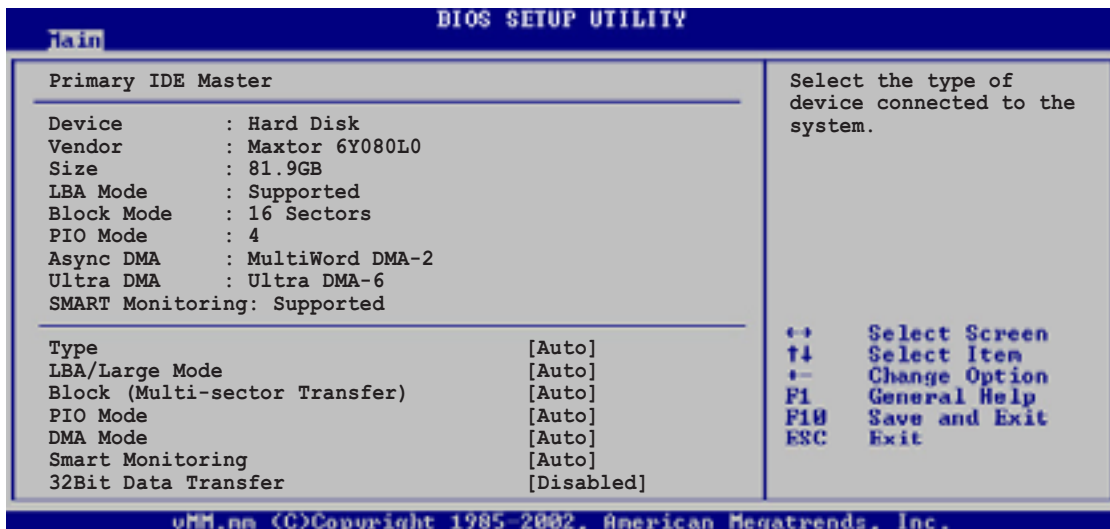 BIOS SETUP UTILITY
Main
Primary IDE Master
Device : Hard Disk
Vendor : Maxtor 6Y080L0
Size : 81.9GB
LBA Mode : Supported
Block Mode : 16 Sectors
PIO Mode : 4
Async DMA : MultiWord DMA-2
Ultra DMA : Ultra DMA-6
SMART Monitoring: Supported
Type [Auto]
LBA/Large Mode [Auto]
Block (Multi-sector Transfer) [Auto]
PIO Mode [Auto]
DMA Mode [Auto]
Smart Monitoring [Auto]
32Bit Data Transfer [Disabled]
Select the type of
device connected to the
system.
←→ Select Screen
↑↓ Select Item
+- Change Option
F1 General Help
F10 Save and Exit
ESC Exit
vMM.mm (C)Copyright 1985-2002, American Megatrends, Inc.